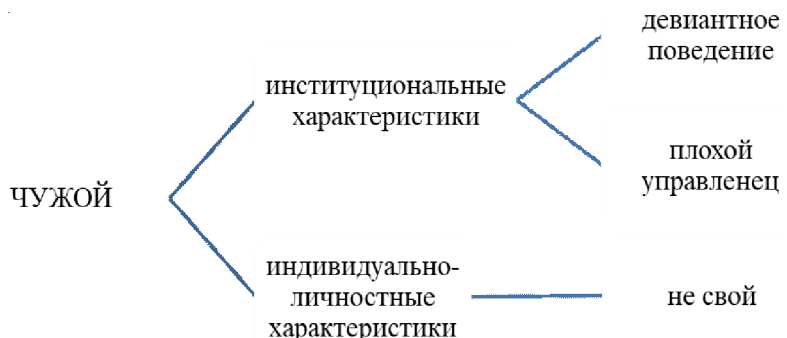 ЧУЖОЙ
институциональные
характеристики
девиантное
поведение
плохой
управленец
индивидуально-
личностные
характеристики
не свой